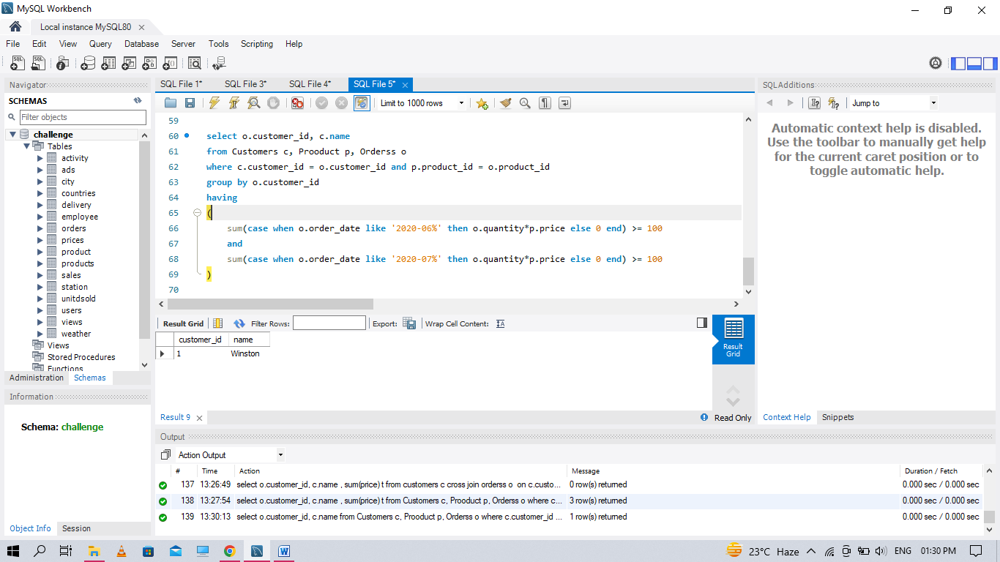 MySQL Workbench
Local instance MySQL80
File Edit View Query Database Server Tools Scripting Help
Navigator
SCHEMAS
Filter objects
challenge
Tables
activity
ads
city
countries
delivery
employee
orders
prices
product
products
sales
station
unitdsold
users
views
weather
Views
Stored Procedures
Functions
Administration Schemas
Information
Schema: challenge
Object Info Session
SQL File 1* SQL File 3* SQL File 4* SQL File 5*
Limit to 1000 rows
59
60 select o.customer_id, c.name
61 from Customers c, Prooduct p, Orderss o
62 where c.customer_id = o.customer_id and p.product_id = o.product_id
63 group by o.customer_id
64 having
65 (
66 sum(case when o.order_date like '2020-06%' then o.quantity*p.price else 0 end) >= 100
67 and
68 sum(case when o.order_date like '2020-07%' then o.quantity*p.price else 0 end) >= 100
69 )
70
Result Grid Filter Rows: Export: Wrap Cell Content:
customer_id name
1 Winston
Result
Grid
Result 9
Read Only
SQLAdditions
Jump to
Automatic context help is disabled.
Use the toolbar to manually get help
for the current caret position or to
toggle automatic help.
Context Help Snippets
Output
Action Output
# Time Action Message Duration / Fetch
137 13:26:49 select o.customer_id, c.name , sum(price) t from customers c cross join orderss o on c.custo... 0 row(s) returned 0.000 sec / 0.000 sec
138 13:27:54 select o.customer_id, c.name , sum(price) t from Customers c, Prooduct p, Orderss o where c... 3 row(s) returned 0.000 sec / 0.000 sec
139 13:30:13 select o.customer_id, c.name from Customers c, Prooduct p, Orderss o where c.customer_id ... 1 row(s) returned 0.000 sec / 0.000 sec
23°C Haze ENG 01:30 PM